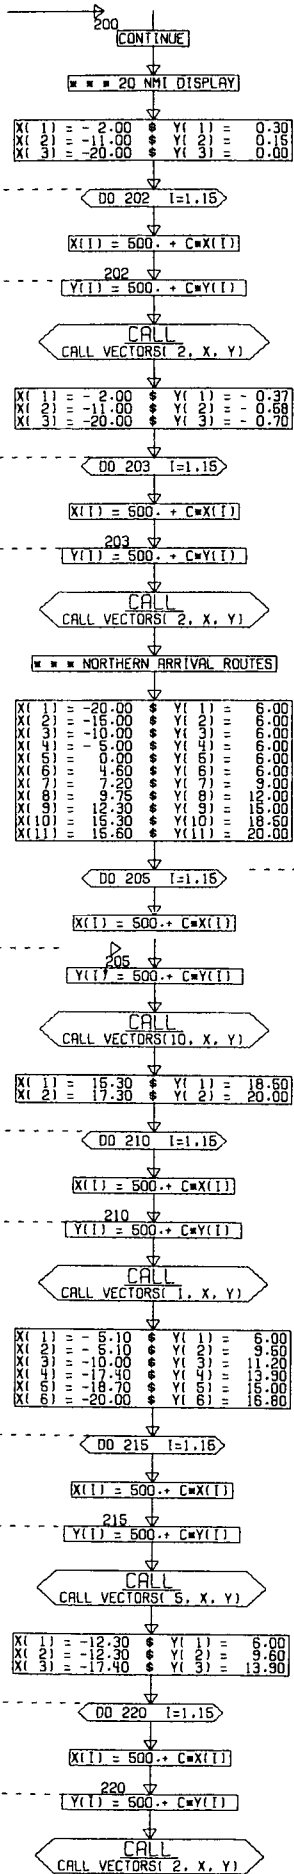 200
CONTINUE
* * * 20 NMI DISPLAY
X( 1) = - 2.00 $ Y( 1) = 0.30
X( 2) = -11.00 $ Y( 2) = 0.15
X( 3) = -20.00 $ Y( 3) = 0.00
DO 202 I=1.15
X(I) = 500. + C*X(I)
202
Y(I) = 500. + C*Y(I)
CALL
CALL VECTORS( 2, X, Y)
X( 1) = - 2.00 $ Y( 1) = - 0.37
X( 2) = -11.00 $ Y( 2) = - 0.58
X( 3) = -20.00 $ Y( 3) = - 0.70
DO 203 I=1.15
X(I) = 500. + C*X(I)
203
Y(I) = 500. + C*Y(I)
CALL
CALL VECTORS( 2, X, Y)
* * * NORTHERN ARRIVAL ROUTES
X( 1) = -20.00 $ Y( 1) = 6.00
X( 2) = -15.00 $ Y( 2) = 6.00
X( 3) = -10.00 $ Y( 3) = 6.00
X( 4) = - 5.00 $ Y( 4) = 6.00
X( 5) = 0.00 $ Y( 5) = 6.00
X( 6) = 4.60 $ Y( 6) = 6.00
X( 7) = 7.20 $ Y( 7) = 9.00
X( 8) = 9.75 $ Y( 8) = 12.00
X( 9) = 12.30 $ Y( 9) = 15.00
X(10) = 15.30 $ Y(10) = 18.50
X(11) = 15.60 $ Y(11) = 20.00
DO 205 I=1.15
X(I) = 500.+ C*X(I)
205
Y(I) = 500.+ C*Y(I)
CALL
CALL VECTORS(10, X, Y)
X( 1) = 15.30 $ Y( 1) = 18.50
X( 2) = 17.30 $ Y( 2) = 20.00
DO 210 I=1.15
X(I) = 500.+ C*X(I)
210
Y(I) = 500.+ C*Y(I)
CALL
CALL VECTORS( 1, X, Y)
X( 1) = - 5.10 $ Y( 1) = 6.00
X( 2) = - 5.10 $ Y( 2) = 9.60
X( 3) = -10.00 $ Y( 3) = 11.20
X( 4) = -17.40 $ Y( 4) = 13.90
X( 5) = -18.70 $ Y( 5) = 15.00
X( 6) = -20.00 $ Y( 6) = 16.80
DO 215 I=1.15
X(I) = 500.+ C*X(I)
215
Y(I) = 500.+ C*Y(I)
CALL
CALL VECTORS( 5, X, Y)
X( 1) = -12.30 $ Y( 1) = 6.00
X( 2) = -12.30 $ Y( 2) = 9.60
X( 3) = -17.40 $ Y( 3) = 13.90
DO 220 I=1.15
X(I) = 500.+ C*X(I)
220
Y(I) = 500.+ C*Y(I)
CALL
CALL VECTORS( 2, X, Y)